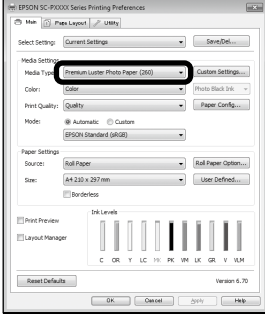 EPSON SC-PXXXX Series Printing Preferences
Main Page Layout Utility
Select Setting: Current Settings Save/Del...
Media Settings
Media Type: Premium Luster Photo Paper (260) Custom Settings...
Color: Color Photo Black Ink
Print Quality: Quality Paper Config...
Mode: Automatic Custom
EPSON Standard (sRGB)
Paper Settings
Source: Roll Paper Roll Paper Option...
Size: A4 210 x 297 mm User Defined...
Borderless
Print Preview
Layout Manager
Ink Levels
C OR Y LC MK PK VM LK GR V VLM
Reset Defaults Version 6.70
OK Cancel Apply Help